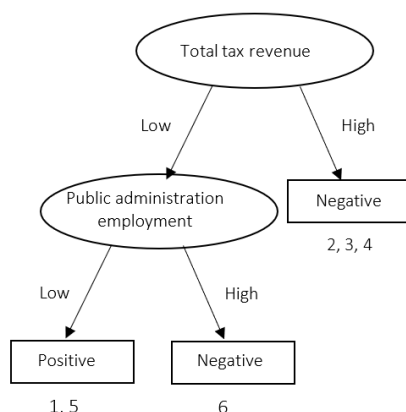 Total tax revenue
Low
High
Public administration
employment
Negative
2, 3, 4
Low
High
Positive
Negative
1, 5
6